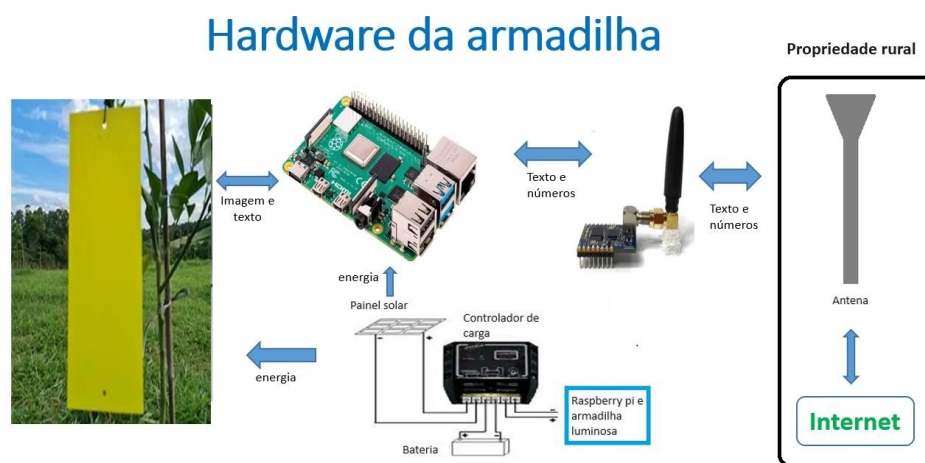 Hardware da armadilha
Propriedade rural
Imagem e
texto
Texto e
números
Texto e
números
energia
Painel solar
Controlador de
carga
energia
Raspberry pi e
armadilha
luminosa
Bateria
Antena
Internet